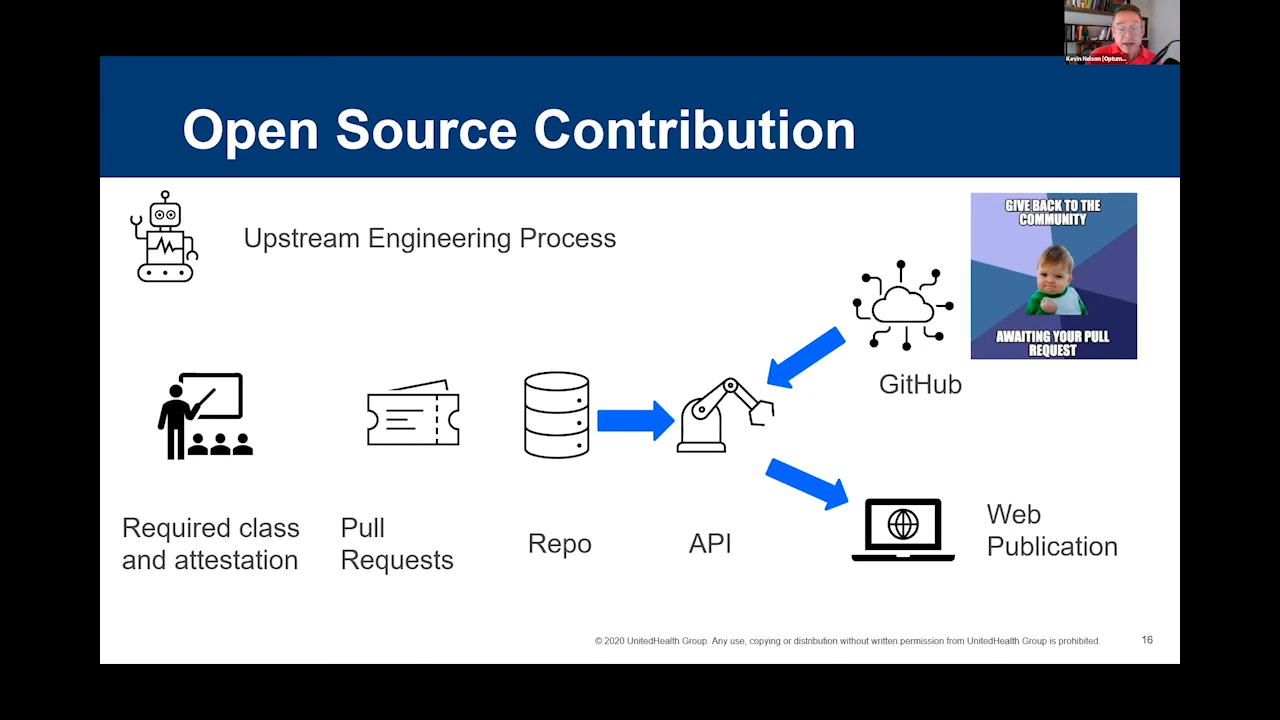 Kevin Nelson (Optum...
Open Source Contribution
Upstream Engineering Process
GIVE BACK TO THE
COMMUNITY
AWAITING YOUR PULL
REQUEST
GitHub
Required class
and attestation
Pull
Requests
Repo
API
Web
Publication
© 2020 UnitedHealth Group. Any use, copying or distribution without written permission from UnitedHealth Group is prohibited.
16